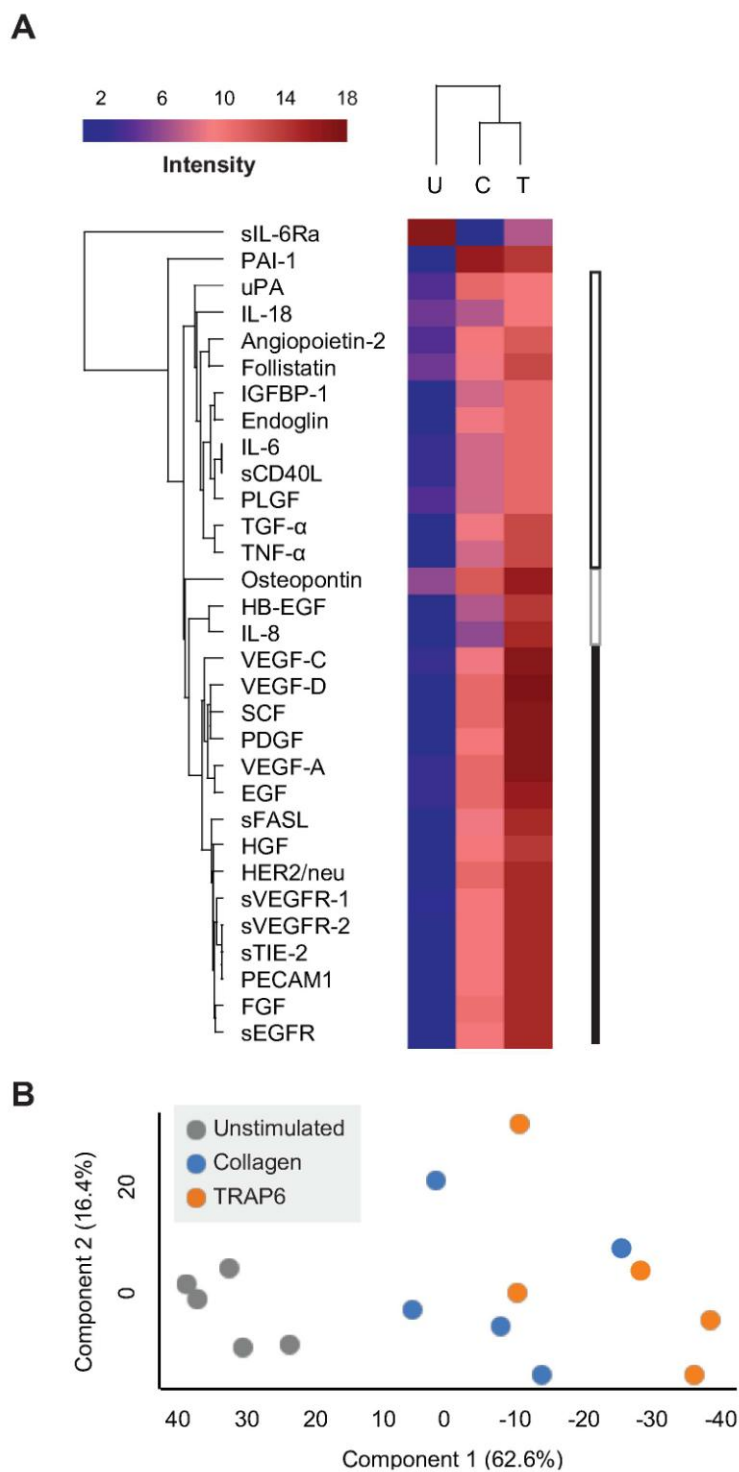 A
2 6 10 14 18
Intensity
U C T
sIL-6Ra
PAI-1
uPA
IL-18
Angiopoietin-2
Follistatin
IGFBP-1
Endoglin
IL-6
sCD40L
PLGF
TGF-α
TNF-α
Osteopontin
HB-EGF
IL-8
VEGF-C
VEGF-D
SCF
PDGF
VEGF-A
EGF
sFASL
HGF
HER2/neu
sVEGFR-1
sVEGFR-2
sTIE-2
PECAM1
FGF
sEGFR
B
Unstimulated
Collagen
TRAP6
Component 2 (16.4%)
20
0
40 30 20 10 0 -10 -20 -30 -40
Component 1 (62.6%)